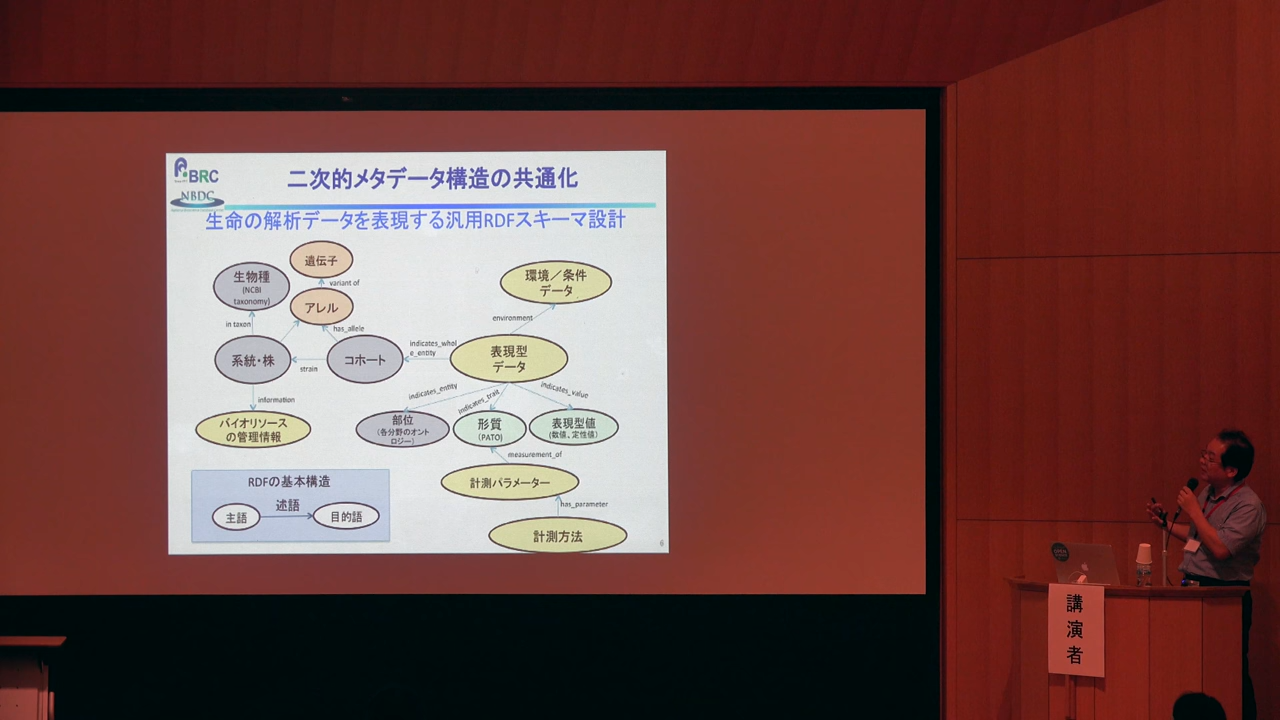 BRC
NBDC
二次的メタデータ構造の共通化
生命の解析データを表現する汎用RDFスキーマ設計
遺伝子
生物種
(NCBI
taxonomy)
variant of
アレル
環境／条件
データ
in taxon
has_allele
environment
系統・株
strain
コホート
indicates_whol
e_entity
表現型
データ
information
indicates_entity
indicates_trait
indicates_value
バイオリソース
の管理情報
部位
(各分野のオント
ロジー)
形質
(PATO)
表現型値
(数値、定性値)
measurement_of
計測パラメーター
has_parameter
計測方法
RDFの基本構造
主語
述語
目的語
6
講
演
者